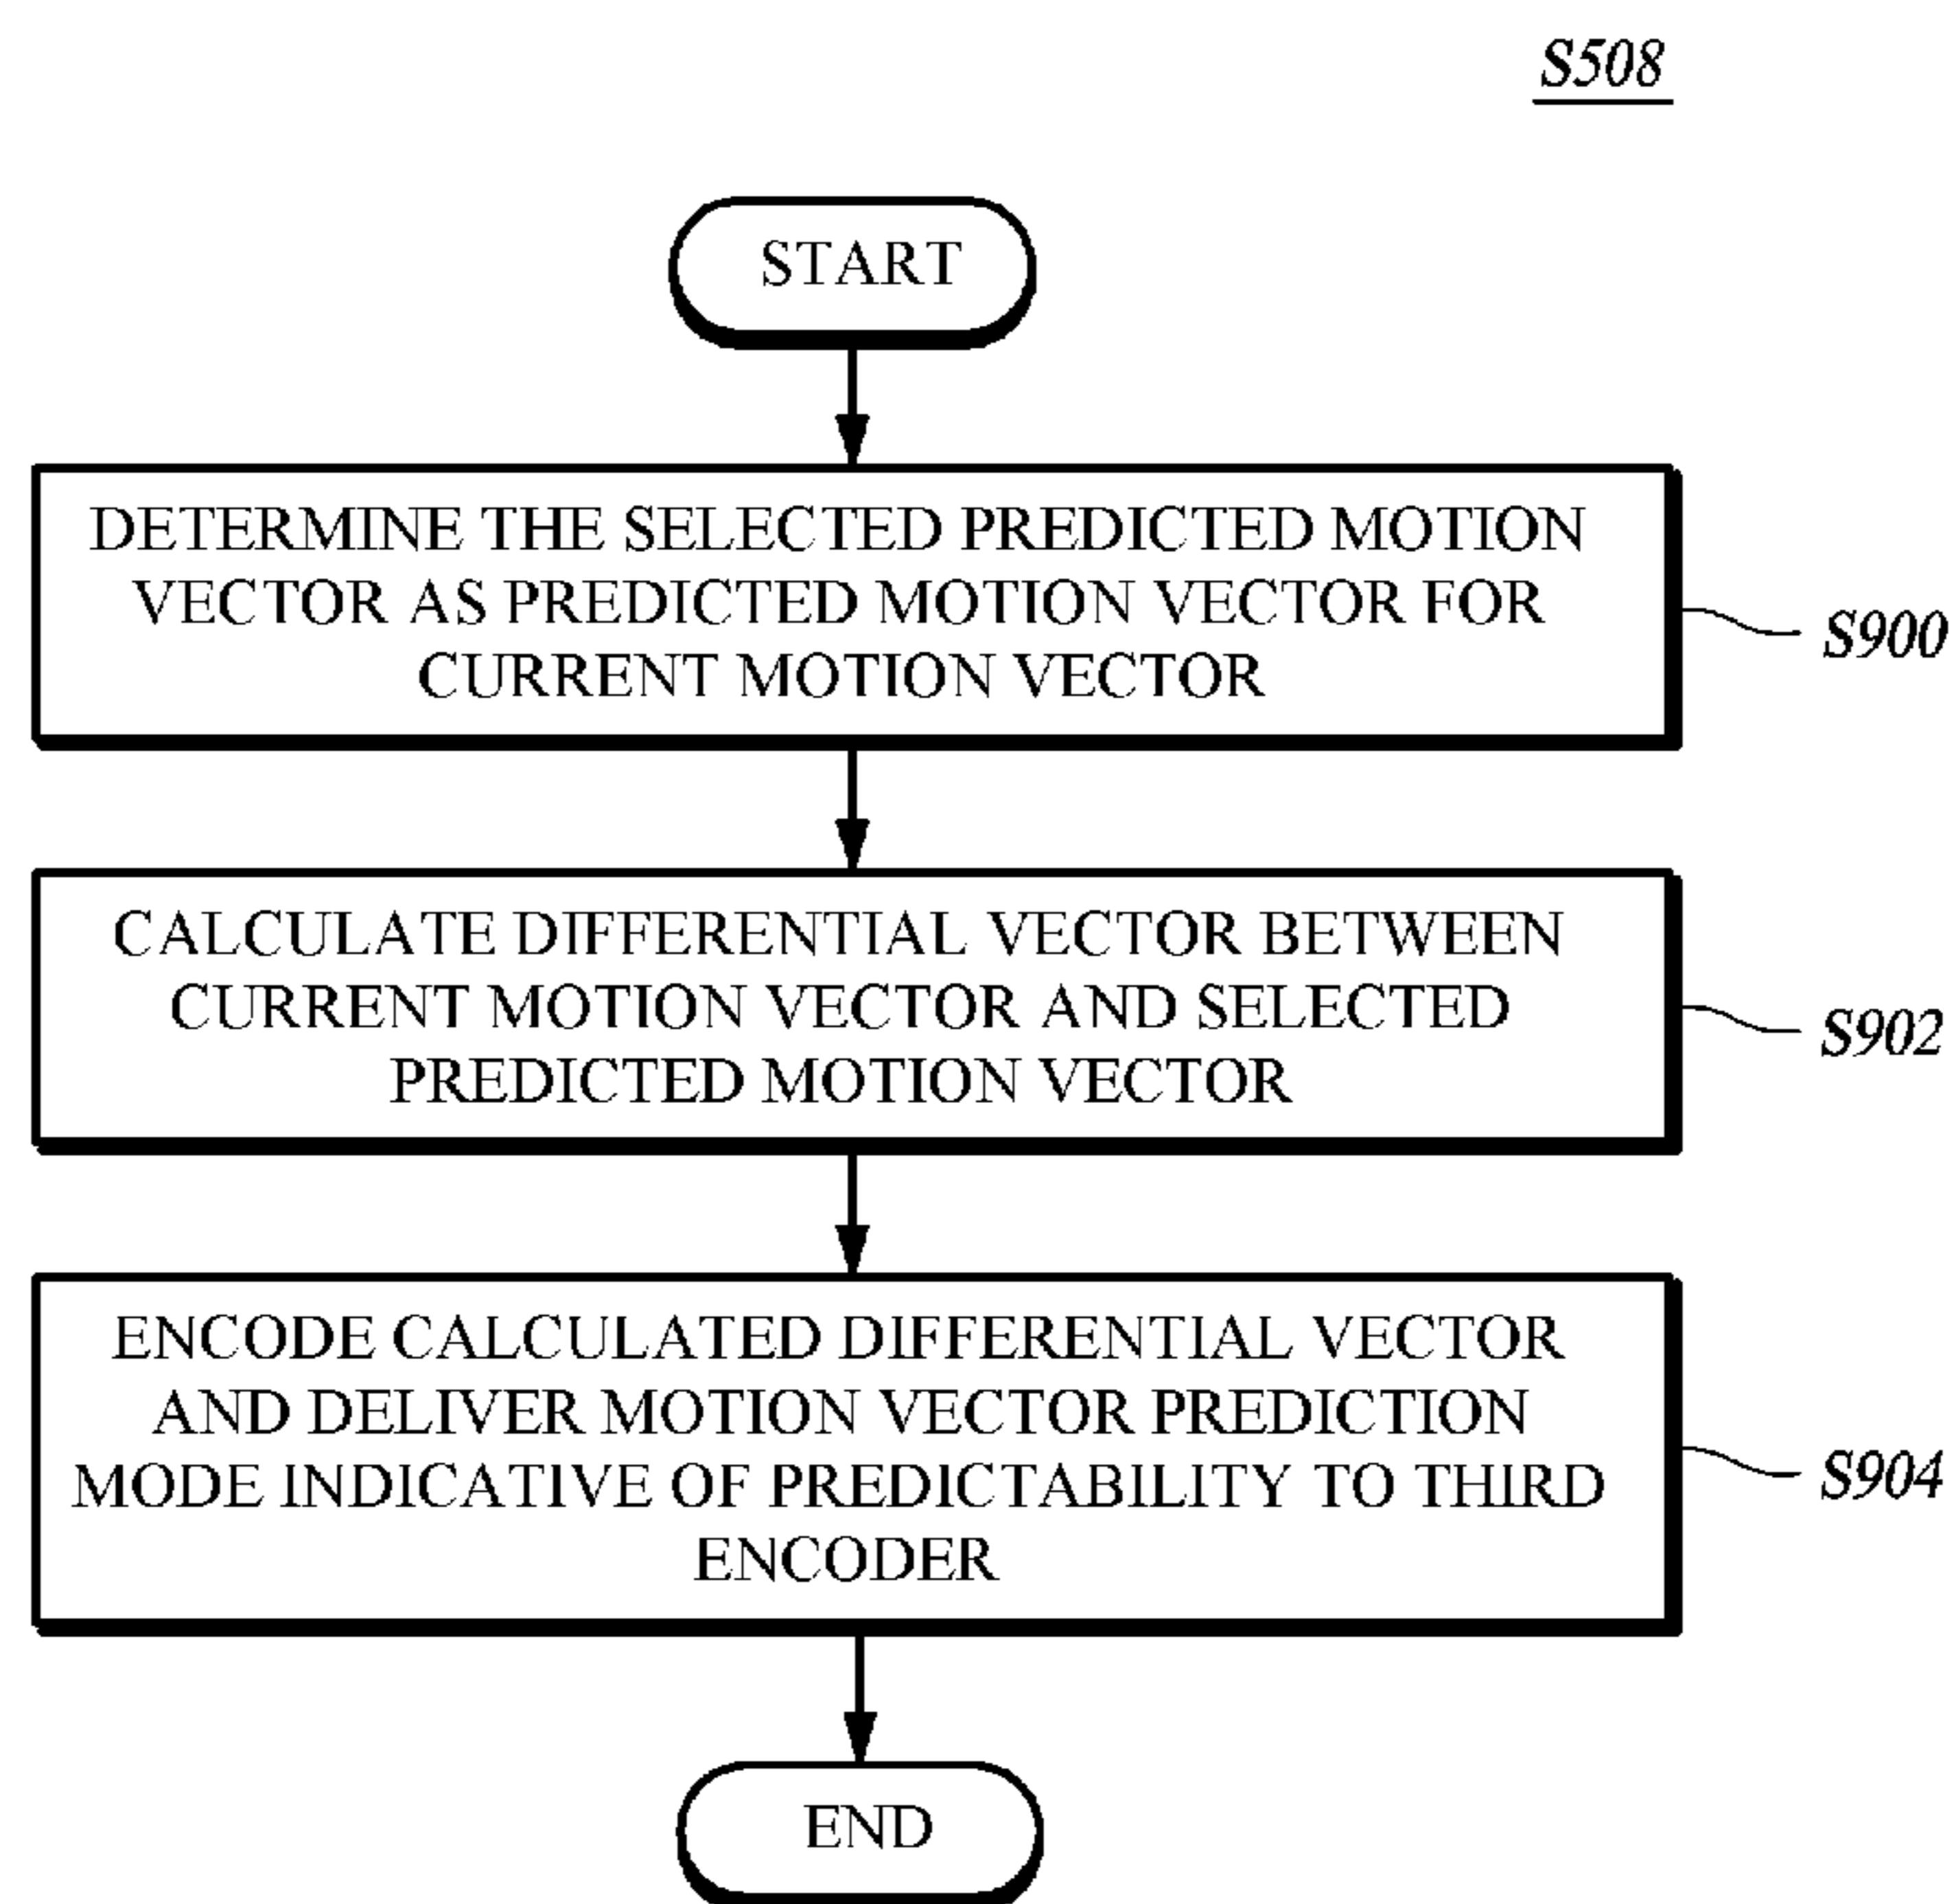 S508
START
DETERMINE THE SELECTED PREDICTED MOTION
VECTOR AS PREDICTED MOTION VECTOR FOR
CURRENT MOTION VECTOR
S900
CALCULATE DIFFERENTIAL VECTOR BETWEEN
CURRENT MOTION VECTOR AND SELECTED
PREDICTED MOTION VECTOR
S902
ENCODE CALCULATED DIFFERENTIAL VECTOR
AND DELIVER MOTION VECTOR PREDICTION
MODE INDICATIVE OF PREDICTABILITY TO THIRD
ENCODER
S904
END